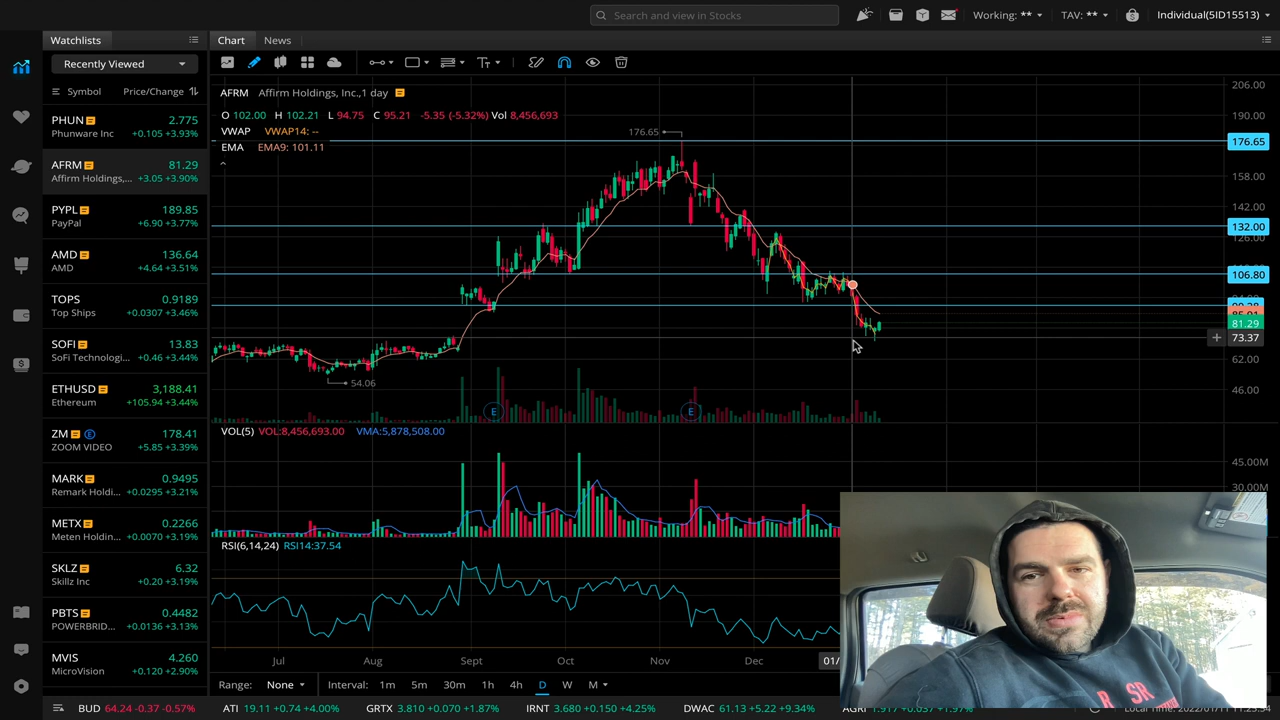 Search and view in Stocks
Working: ** TAV: ** Individual(5ID15513)
Watchlists
Recently Viewed
Symbol Price/Change
PHUN 2.775
Phunware Inc +0.105 +3.93%
AFRM 81.29
Affirm Holdings,... +3.05 +3.90%
PYPL 189.85
PayPal +6.90 +3.77%
AMD 136.64
AMD +4.64 +3.51%
TOPS 0.9189
Top Ships +0.0307 +3.46%
SOFI 13.83
SoFi Technologi... +0.46 +3.44%
ETHUSD 3,188.41
Ethereum +105.94 +3.44%
ZM E 178.41
ZOOM VIDEO +5.85 +3.39%
MARK 0.9495
Remark Holdi... +0.0295 +3.21%
METX 0.2266
Meten Holdin... +0.0070 +3.19%
SKLZ 6.32
Skillz Inc +0.20 +3.19%
PBTS 0.4482
POWERBRID... +0.0136 +3.13%
MVIS 4.260
MicroVision +0.120 +2.90%
Chart News
AFRM Affirm Holdings, Inc.,1 day
O 102.00 H 102.21 L 94.75 C 95.21 -5.35 (-5.32%) Vol 8,456,693
VWAP VWAP14: --
EMA EMA9: 101.11
176.65
54.06
E E
206.00
190.00
176.65
158.00
142.00
132.00
126.00
106.80
81.29
73.37
62.00
46.00
VOL(5) VOL:8,456,693.00 VMA:5,878,508.00
45.00M
30.00M
RSI(6,14,24) RSI14:37.54
Jul Aug Sept Oct Nov Dec 01/
Range: None Interval: 1m 5m 30m 1h 4h D W M
BUD 64.24 -0.37 -0.57% ATI 19.11 +0.74 +4.00% GRTX 3.810 +0.070 +1.87% IRNT 3.680 +0.150 +4.25% DWAC 61.13 +5.22 +9.34%